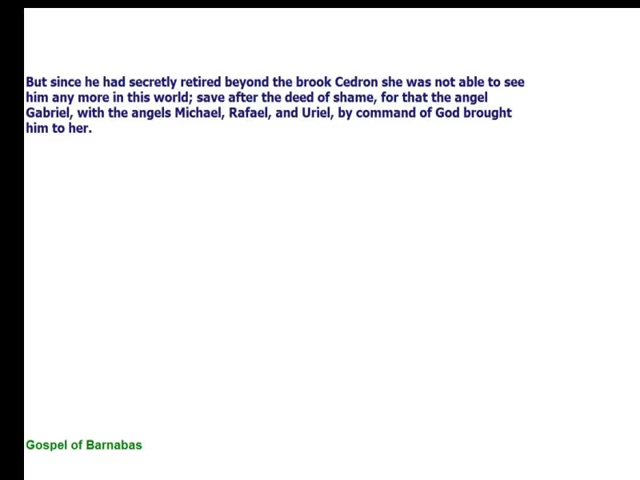 But since he had secretly retired beyond the brook Cedron she was not able to see
him any more in this world; save after the deed of shame, for that the angel
Gabriel, with the angels Michael, Rafael, and Uriel, by command of God brought
him to her.
Gospel of Barnabas